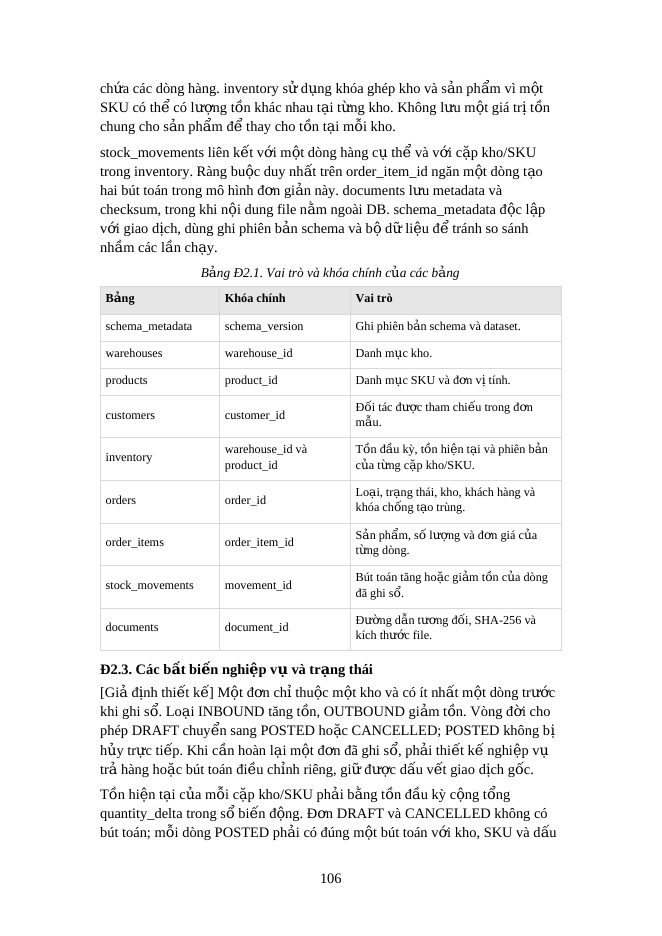 chứa các dòng hàng. inventory sử dụng khóa ghép kho và sản phẩm vì một
SKU có thể có lượng tồn khác nhau tại từng kho. Không lưu một giá trị tồn
chung cho sản phẩm để thay cho tồn tại mỗi kho.
stock_movements liên kết với một dòng hàng cụ thể và với cặp kho/SKU
trong inventory. Ràng buộc duy nhất trên order_item_id ngăn một dòng tạo
hai bút toán trong mô hình đơn giản này. documents lưu metadata và
checksum, trong khi nội dung file nằm ngoài DB. schema_metadata độc lập
với giao dịch, dùng ghi phiên bản schema và bộ dữ liệu để tránh so sánh
nhầm các lần chạy.
Bảng Đ2.1. Vai trò và khóa chính của các bảng
Bảng Khóa chính Vai trò
schema_metadata schema_version Ghi phiên bản schema và dataset.
warehouses warehouse_id Danh mục kho.
products product_id Danh mục SKU và đơn vị tính.
customers customer_id Đối tác được tham chiếu trong đơn
mẫu.
inventory warehouse_id và
product_id Tồn đầu kỳ, tồn hiện tại và phiên bản
của từng cặp kho/SKU.
orders order_id Loại, trạng thái, kho, khách hàng và
khóa chống tạo trùng.
order_items order_item_id Sản phẩm, số lượng và đơn giá của
từng dòng.
stock_movements movement_id Bút toán tăng hoặc giảm tồn của dòng
đã ghi sổ.
documents document_id Đường dẫn tương đối, SHA-256 và
kích thước file.
Đ2.3. Các bất biến nghiệp vụ và trạng thái
[Giả định thiết kế] Một đơn chỉ thuộc một kho và có ít nhất một dòng trước
khi ghi sổ. Loại INBOUND tăng tồn, OUTBOUND giảm tồn. Vòng đời cho
phép DRAFT chuyển sang POSTED hoặc CANCELLED; POSTED không bị
hủy trực tiếp. Khi cần hoàn lại một đơn đã ghi sổ, phải thiết kế nghiệp vụ
trả hàng hoặc bút toán điều chỉnh riêng, giữ được dấu vết giao dịch gốc.
Tồn hiện tại của mỗi cặp kho/SKU phải bằng tồn đầu kỳ cộng tổng
quantity_delta trong sổ biến động. Đơn DRAFT và CANCELLED không có
bút toán; mỗi dòng POSTED phải có đúng một bút toán với kho, SKU và dấu
106